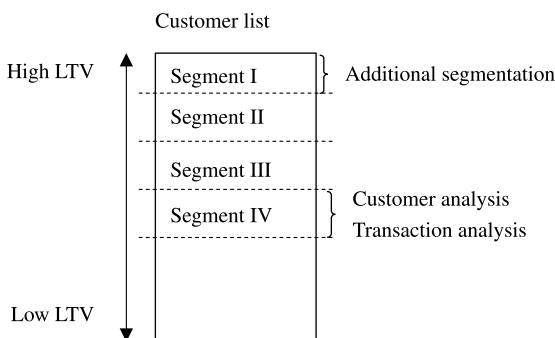 Customer list
High LTV
Segment I
Additional segmentation
Segment II
Segment III
Segment IV
Customer analysis
Transaction analysis
Low LTV